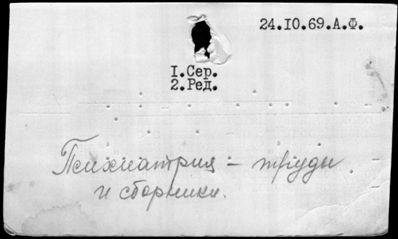 24.10.69.А.Ф.
1.Сер.
2.Ред.
Психиатрия - труды
и сборники.